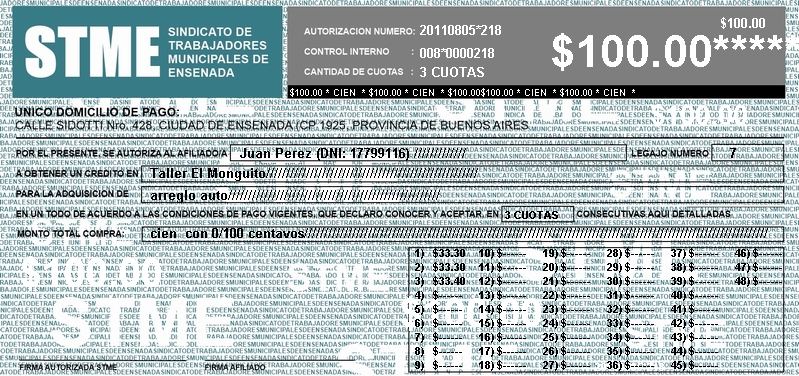 STME
SINDICATO DE
TRABAJADORES
MUNICIPALES DE
ENSENADA
AUTORIZACION NUMERO: 20110805*218
CONTROL INTERNO : 008*0000218
CANTIDAD DE CUOTAS : 3 CUOTAS
$100.00
$100.00*****
$100.00 * CIEN * $100.00 * CIEN * $100.00$100.00 * CIEN * $100.00 * CIEN *
UNICO DOMICILIO DE PAGO:
CALLE SIDOTTI Nro. 428, CIUDAD DE ENSENADA (CP 1925, PROVINCIA DE BUENOS AIRES
POR EL PRESENTE, SE AUTORIZA AL AFILIADO/A Juan Perez (DNI: 17799116) LEGAJO NUMERO 7
A OBTENER UN CREDITO EN Taller El Monguito
PARA LA ADQUISICION DE arreglo auto
EN UN TODO DE ACUERDO A LAS CONDICIONES DE PAGO VIGENTES, QUE DECLARO CONOCER Y ACEPTAR, EN 3 CUOTAS CONSECUTIVAS AQUI DETALLADAS
MONTO TOTAL COMPRA: cien con 0/100 centavos
1) $33.30 10) $ 19) $ 28) $ 37) $ 46) $
2) $33.30 11) $ 20) $ 29) $ 38) $ 47) $
3) $33.40 12) $ 21) $ 30) $ 39) $ 48) $
4) $ 13) $ 22) $ 31) $ 40) $
5) $ 14) $ 23) $ 32) $ 41) $
6) $ 15) $ 24) $ 33) $ 42) $
7) $ 16) $ 25) $ 34) $ 43) $
8) $ 17) $ 26) $ 35) $ 44) $
9) $ 18) $ 27) $ 36) $ 45) $
FIRMA AUTORIZADA STME FIRMA AFILIADO